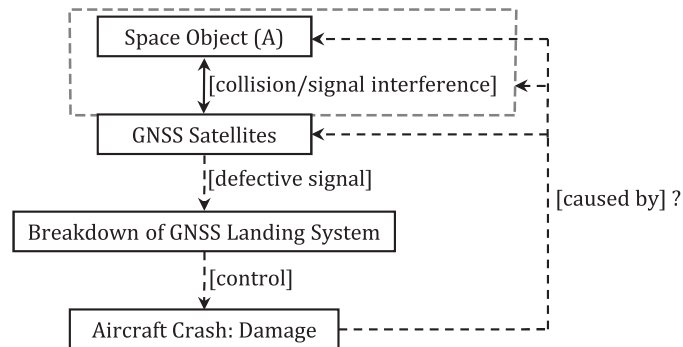 Space Object (A)
[collision/signal interference]
GNSS Satellites
[defective signal]
[caused by] ?
Breakdown of GNSS Landing System
[control]
Aircraft Crash: Damage